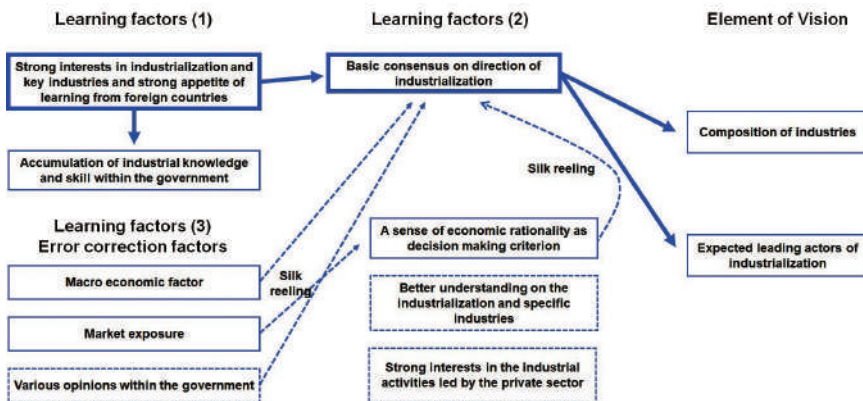 Learning factors (1)
Learning factors (2)
Element of Vision
Strong interests in industrialization and
key industries and strong appetite of
learning from foreign countries
Basic consensus on direction of
industrialization
Composition of industries
Accumulation of industrial knowledge
and skill within the government
Silk reeling
Learning factors (3)
Error correction factors
A sense of economic rationality as
decision making criterion
Expected leading actors of
industrialization
Macro economic factor
Silk
reeling
Better understanding on the
industrialization and specific
industries
Market exposure
Various opinions within the government
Strong interests in the Industrial
activities led by the private sector